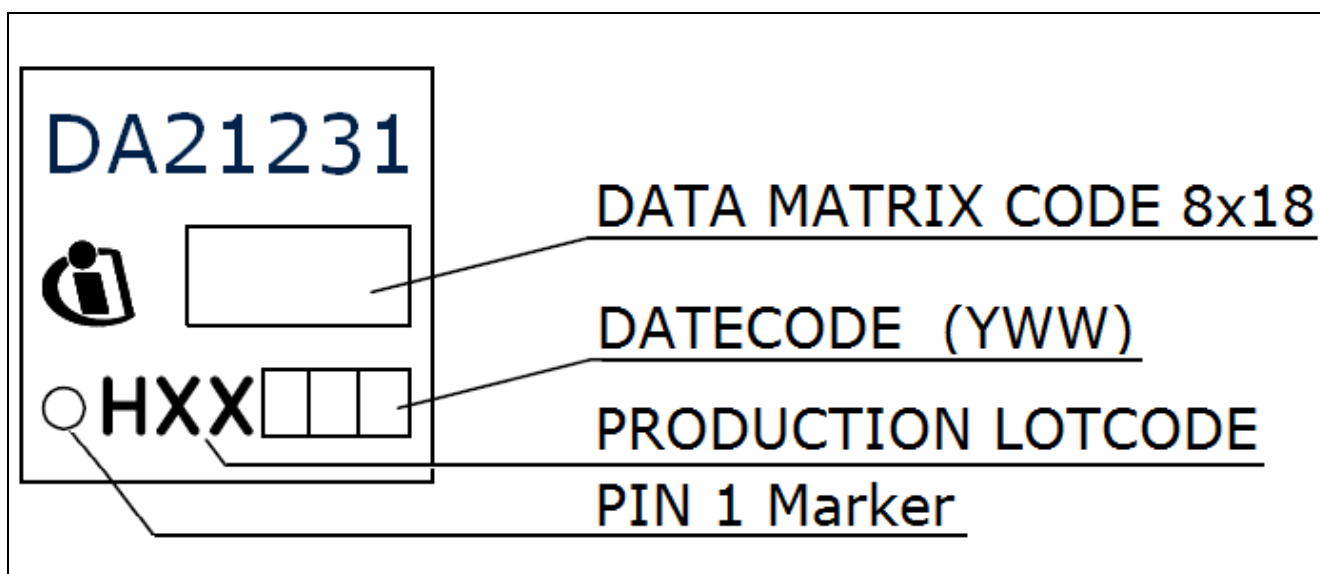 DA21231
DATA MATRIX CODE 8x18
DATECODE (YWW)
HXX
PRODUCTION LOTCODE
PIN 1 Marker